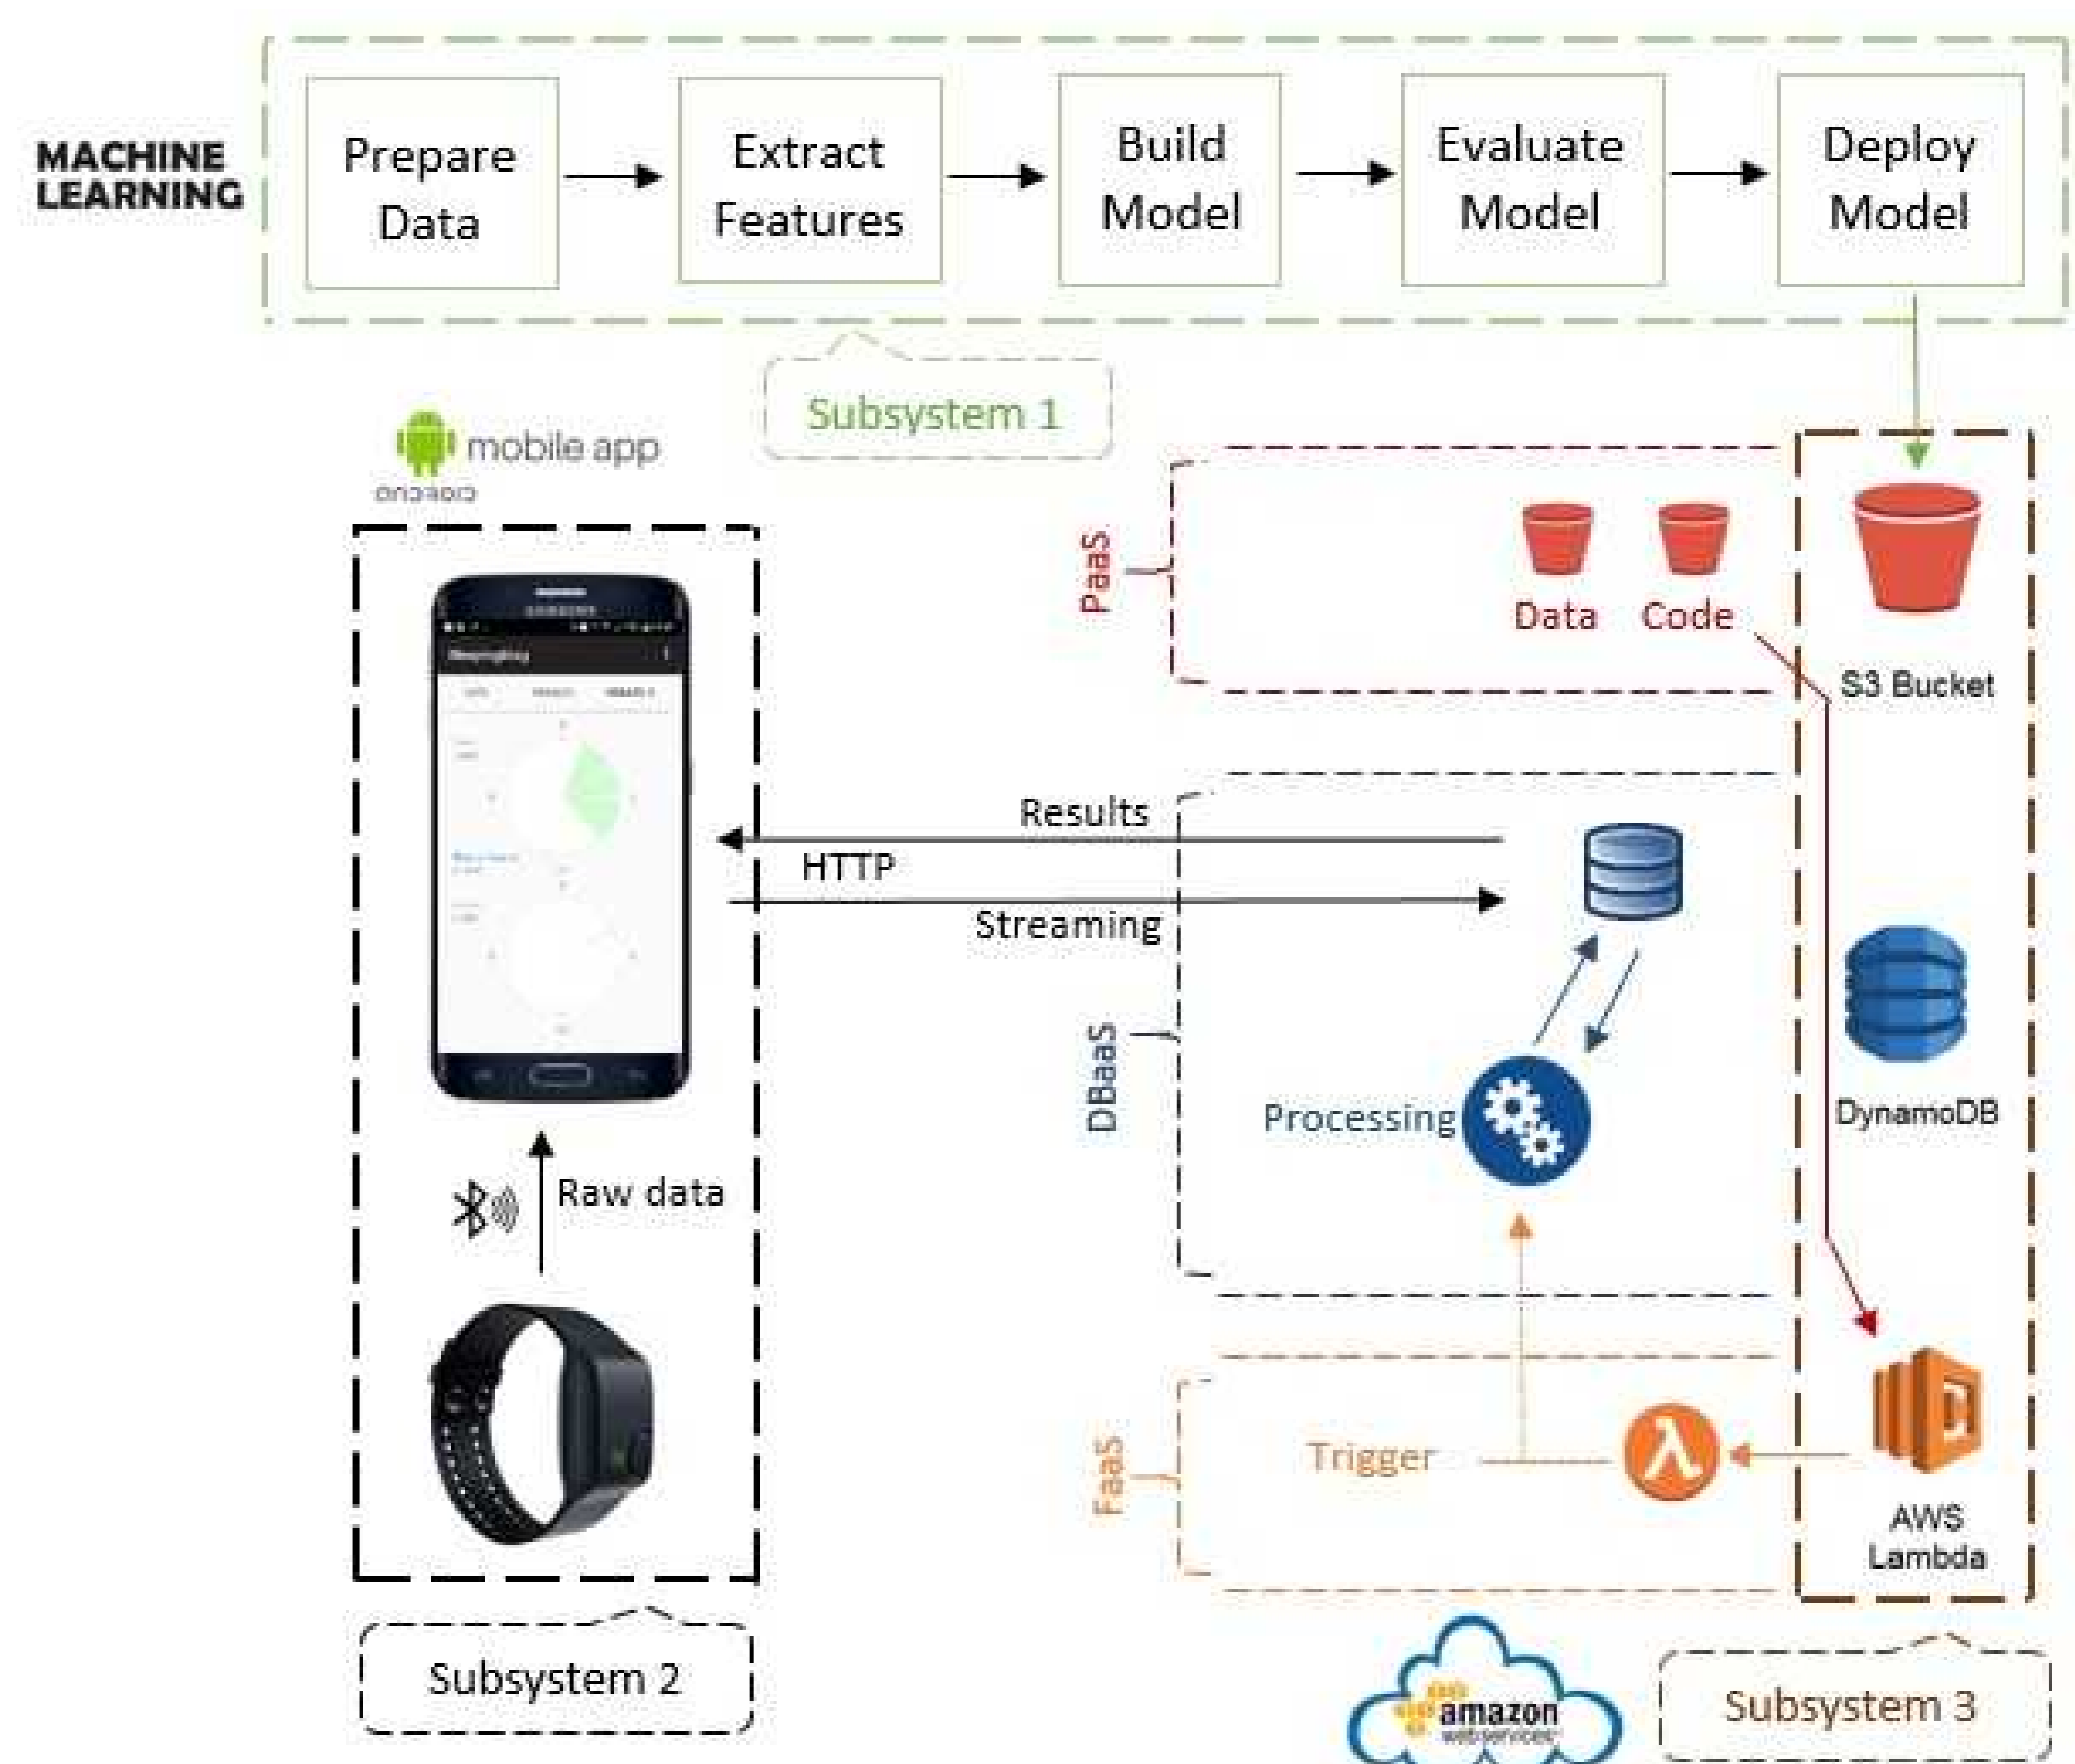 MACHINE
LEARNING
Prepare
Data
Extract
Features
Build
Model
Evaluate
Model
Deploy
Model
Subsystem 1
mobile app
ANDROID
SAMSUNG
PaaS
Data
Code
S3 Bucket
Results
HTTP
Streaming
DBaaS
Processing
DynamoDB
Raw data
FaaS
Trigger
λ
AWS
Lambda
Subsystem 2
amazon
webservices
Subsystem 3